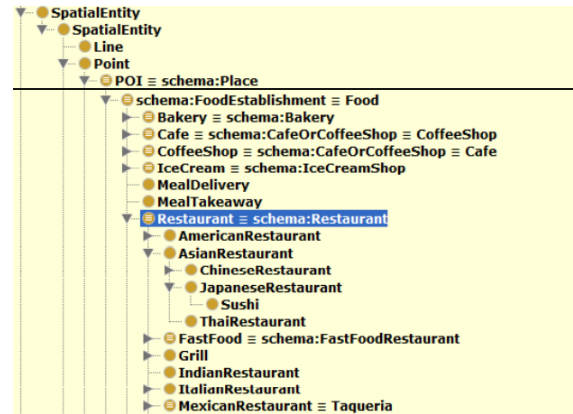 SpatialEntity
SpatialEntity
Line
Point
POI ≡ schema:Place
schema:FoodEstablishment ≡ Food
Bakery ≡ schema:Bakery
Cafe ≡ schema:CafeOrCoffeeShop ≡ CoffeeShop
CoffeeShop ≡ schema:CafeOrCoffeeShop ≡ Cafe
IceCream ≡ schema:IceCreamShop
MealDelivery
MealTakeaway
Restaurant ≡ schema:Restaurant
AmericanRestaurant
AsianRestaurant
ChineseRestaurant
JapaneseRestaurant
Sushi
ThaiRestaurant
FastFood ≡ schema:FastFoodRestaurant
Grill
IndianRestaurant
ItalianRestaurant
MexicanRestaurant ≡ Taqueria